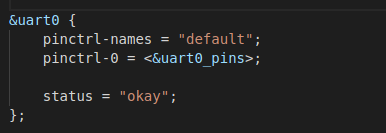 &uart0 {
pinctrl-names = "default";
pinctrl-0 = <&uart0_pins>;
status = "okay";
};